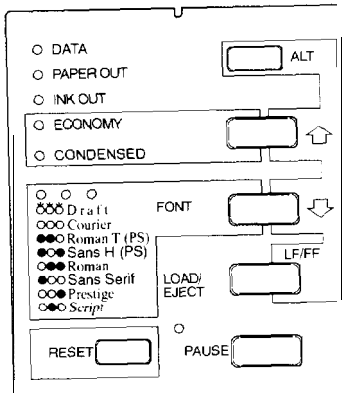 DATA
ALT
PAPER OUT
INK OUT
ECONOMY
CONDENSED
FONT
Draft
Courier
Roman T (PS)
Sans H (PS)
Roman
Sans Serif
Prestige
Script
LF/FF
LOAD/
EJECT
RESET
PAUSE